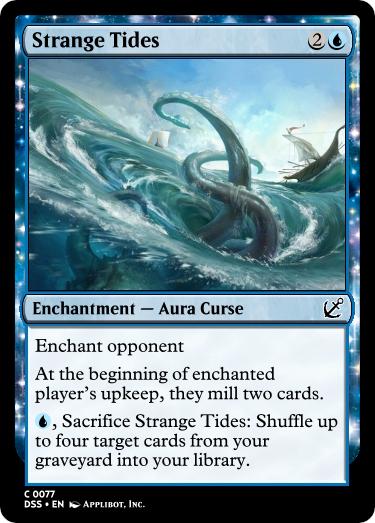 Strange Tides 2
Enchantment — Aura Curse
Enchant opponent
At the beginning of enchanted
player's upkeep, they mill two cards.
, Sacrifice Strange Tides: Shuffle up
to four target cards from your
graveyard into your library.
C 0077
DSS • EN Applibot, Inc.